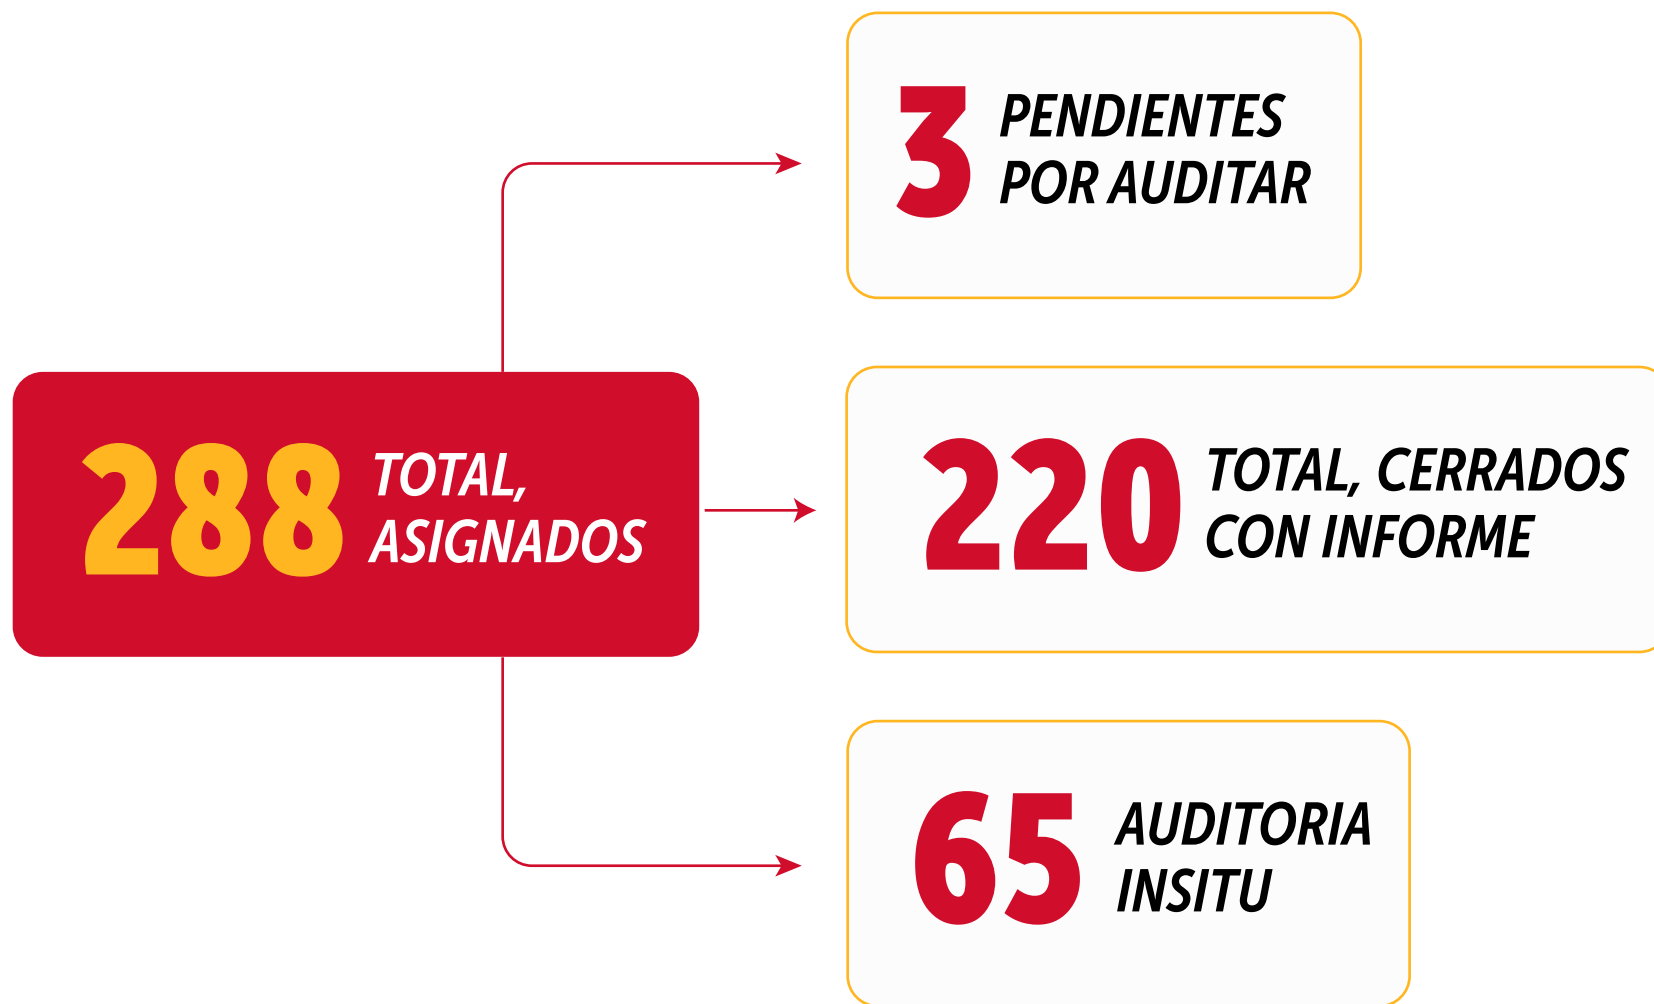 3 PENDIENTES
POR AUDITAR
288 TOTAL,
ASIGNADOS
220 TOTAL, CERRADOS
CON INFORME
65 AUDITORIA
INSITU